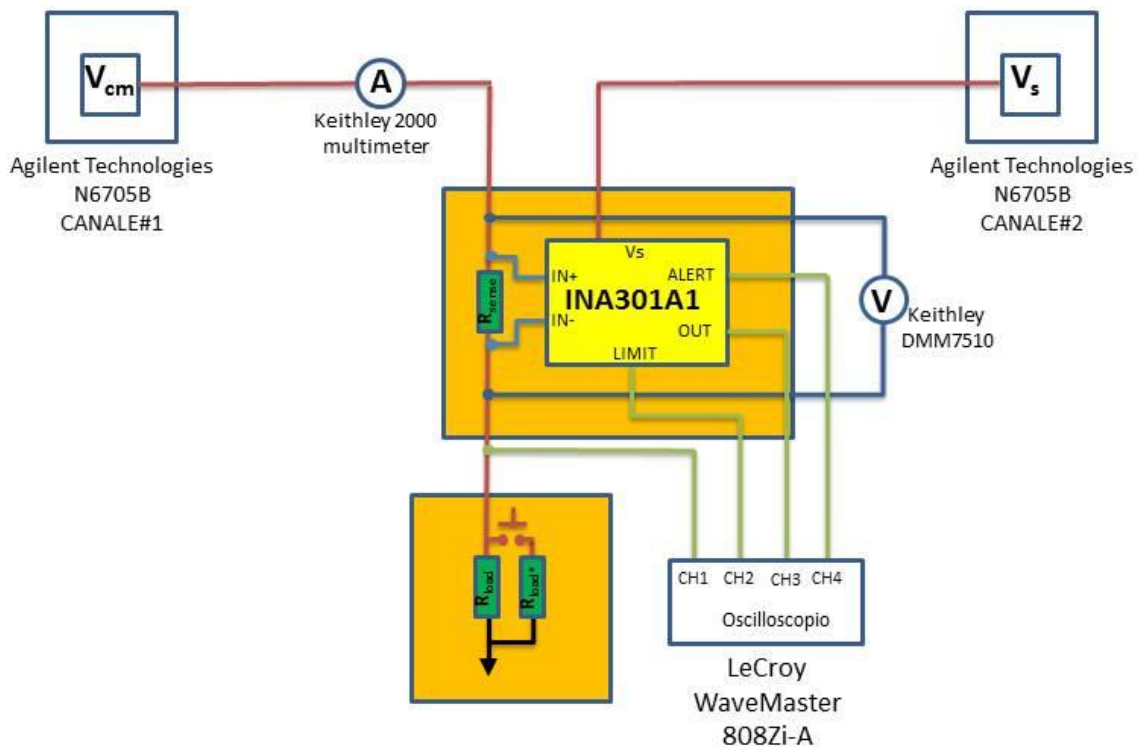 Vcm
Agilent Technologies
N6705B
CANALE#1
A
Keithley 2000
multimeter
Vs
Agilent Technologies
N6705B
CANALE#2
Rsense
Vs
IN+
ALERT
INA301A1
IN-
OUT
LIMIT
V
Keithley
DMM7510
Rload
Rload*
CH1 CH2 CH3 CH4
Oscilloscopio
LeCroy
WaveMaster
808Zi-A